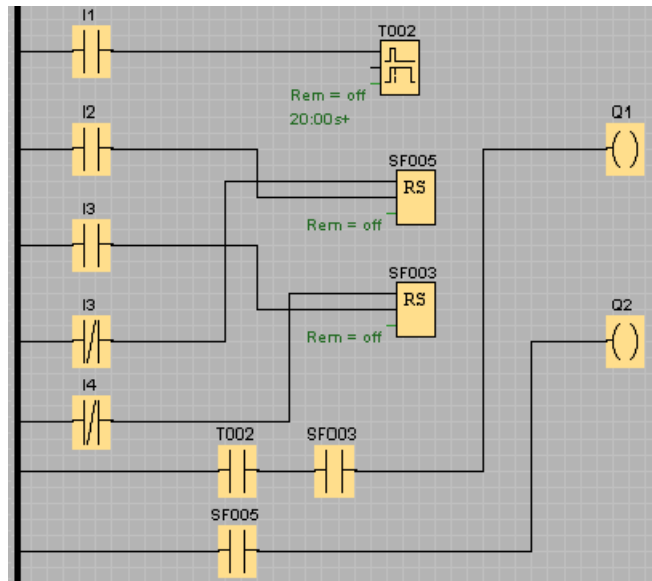 I1
T002
Rem = off
20:00s+
I2
Q1
SF005
RS
Rem = off
I3
SF003
RS
Rem = off
I3
Q2
I4
T002 SF003
SF005